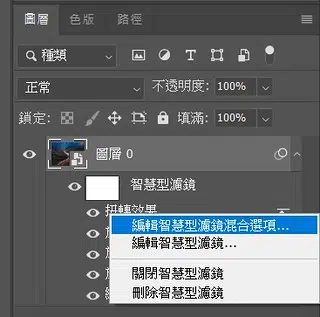 圖層 色版 路徑
種類
正常 不透明度: 100%
鎖定: 填滿: 100%
圖層 0
智慧型濾鏡
扭轉效果
編輯智慧型濾鏡混合選項...
編輯智慧型濾鏡...
關閉智慧型濾鏡
刪除智慧型濾鏡